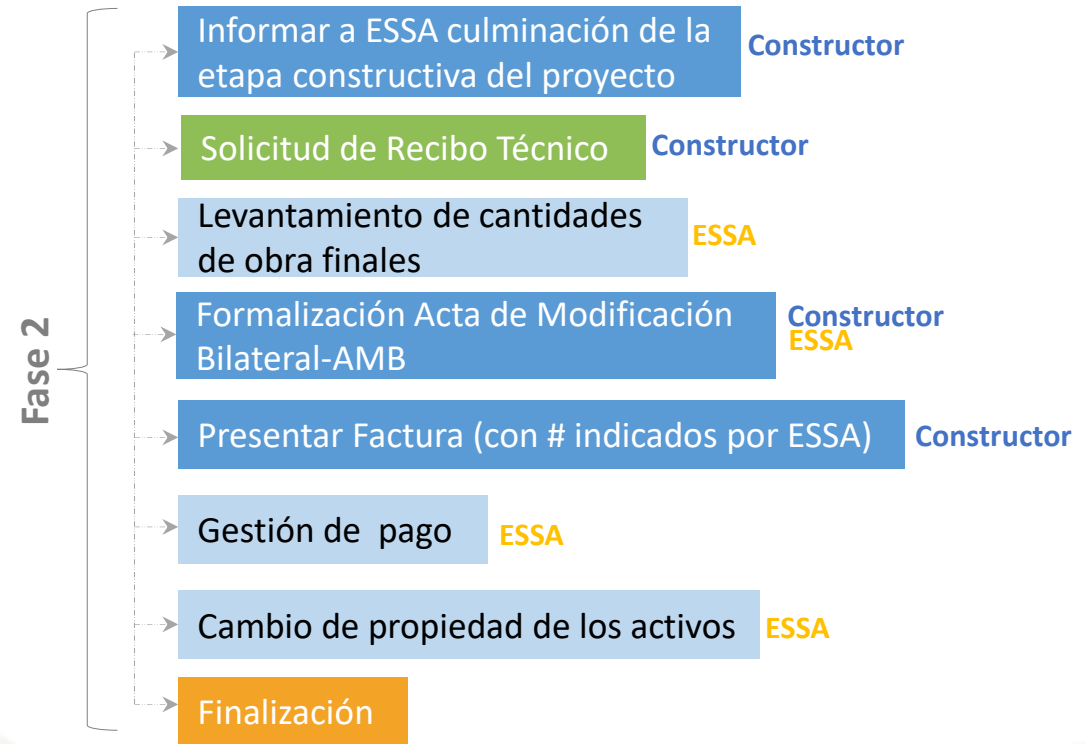 Fase 2
Informar a ESSA culminación de la
etapa constructiva del proyecto
Constructor
Solicitud de Recibo Técnico
Constructor
Levantamiento de cantidades
de obra finales
ESSA
Formalización Acta de Modificación
Bilateral-AMB
Constructor
ESSA
Presentar Factura (con # indicados por ESSA)
Constructor
Gestión de pago
ESSA
Cambio de propiedad de los activos
ESSA
Finalización